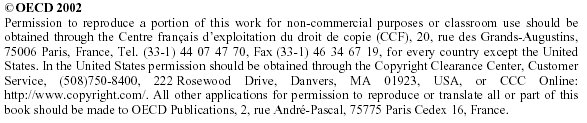 © OECD 2002
Permission to reproduce a portion of this work for non-commercial purposes or classroom use should be
obtained through the Centre français d'exploitation du droit de copie (CCF), 20, rue des Grands-Augustins,
75006 Paris, France, Tel. (33-1) 44 07 47 70, Fax (33-1) 46 34 67 19, for every country except the United
States. In the United States permission should be obtained through the Copyright Clearance Center, Customer
Service, (508)750-8400, 222 Rosewood Drive, Danvers, MA 01923, USA, or CCC Online:
http://www.copyright.com/. All other applications for permission to reproduce or translate all or part of this
book should be made to OECD Publications, 2, rue André-Pascal, 75775 Paris Cedex 16, France.